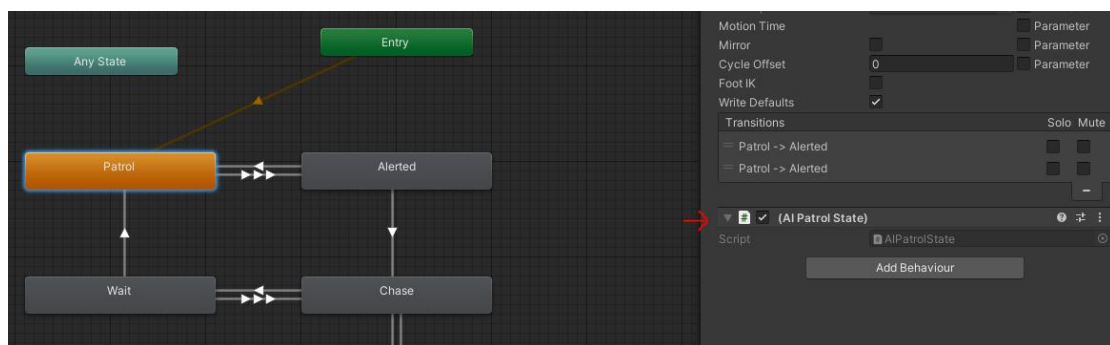 Any State
Entry
Patrol
Alerted
Wait
Chase
Motion Time Parameter
Mirror Parameter
Cycle Offset 0 Parameter
Foot IK
Write Defaults
Transitions Solo Mute
Patrol -> Alerted
Patrol -> Alerted
(AI Patrol State)
Script AIPatrolState
Add Behaviour